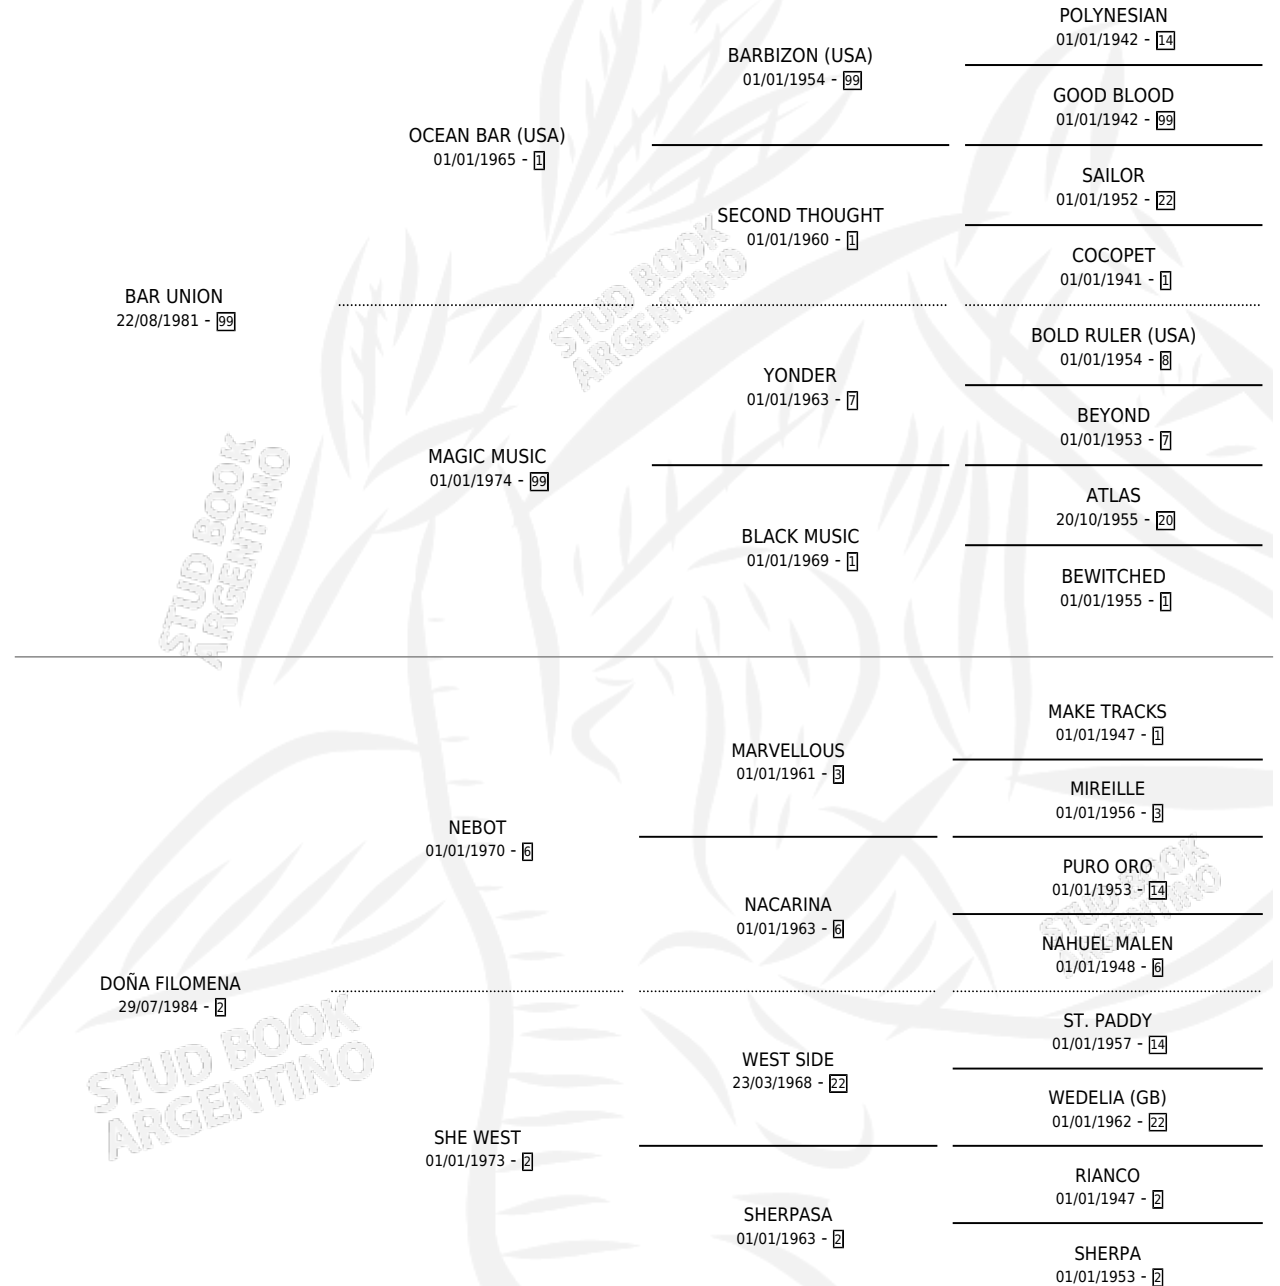 POLYNESIAN
01/01/1942 - 14
BARBIZON (USA)
01/01/1954 - 99
GOOD BLOOD
01/01/1942 - 99
OCEAN BAR (USA)
01/01/1965 - 1
SAILOR
01/01/1952 - 22
SECOND THOUGHT
01/01/1960 - 1
COCOPET
01/01/1941 - 1
BAR UNION
22/08/1981 - 99
STUD BOOK
ARGENTINO
BOLD RULER (USA)
01/01/1954 - 8
YONDER
01/01/1963 - 7
BEYOND
01/01/1953 - 7
MAGIC MUSIC
01/01/1974 - 99
ATLAS
20/10/1955 - 20
BLACK MUSIC
01/01/1969 - 1
BEWITCHED
01/01/1955 - 1
STUD BOOK
ARGENTINO
MAKE TRACKS
01/01/1947 - 1
MARVELLOUS
01/01/1961 - 3
MIREILLE
01/01/1956 - 3
NEBOT
01/01/1970 - 6
PURO ORO
01/01/1953 - 14
NACARINA
01/01/1963 - 6
NAHUEL MALEN
01/01/1948 - 6
STUD BOOK
ARGENTINO
DOÑA FILOMENA
29/07/1984 - 2
ST. PADDY
01/01/1957 - 14
WEST SIDE
23/03/1968 - 22
WEDELIA (GB)
01/01/1962 - 22
STUD BOOK
ARGENTINO
SHE WEST
01/01/1973 - 2
RIANCO
01/01/1947 - 2
SHERPASA
01/01/1963 - 2
SHERPA
01/01/1953 - 2